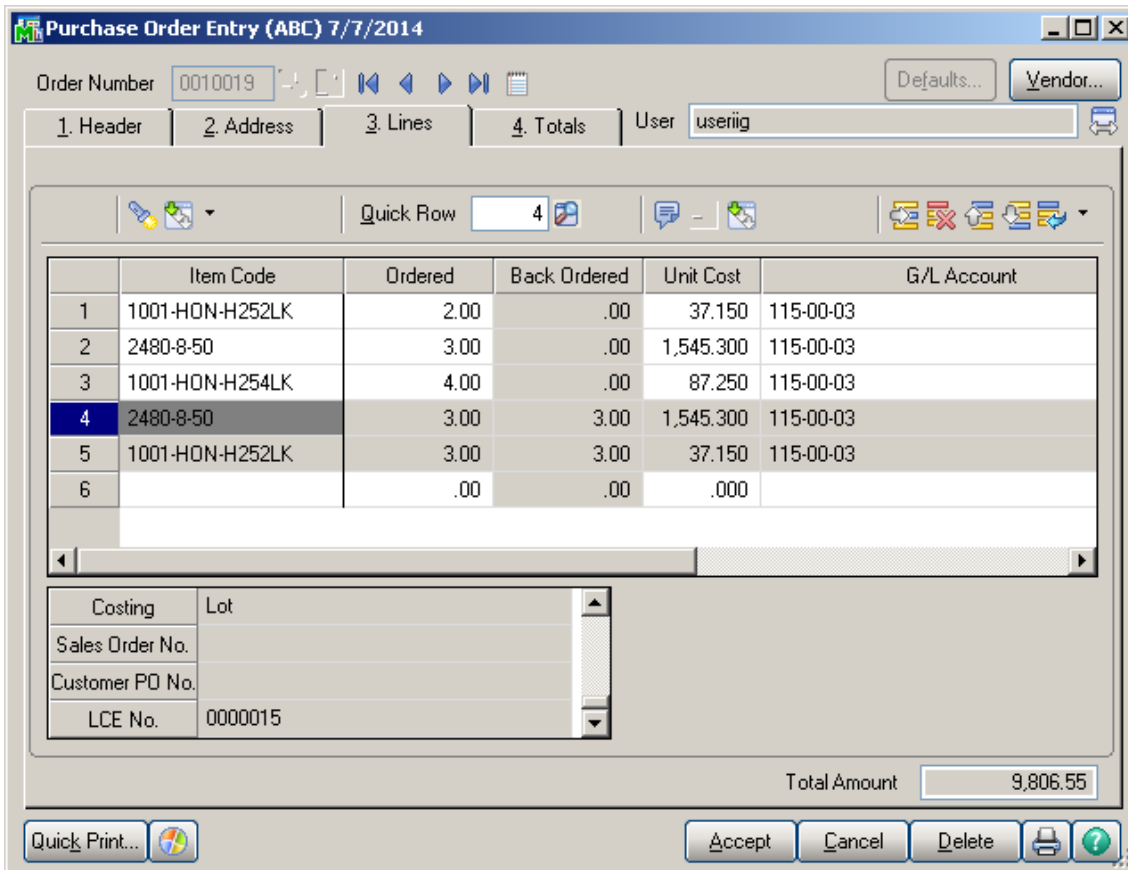 Purchase Order Entry (ABC) 7/7/2014
Order Number 0010019 Defaults... Vendor...
1. Header 2. Address 3. Lines 4. Totals User useriig
Quick Row 4
Item Code Ordered Back Ordered Unit Cost G/L Account
1 1001-HON-H252LK 2.00 .00 37.150 115-00-03
2 2480-8-50 3.00 .00 1,545.300 115-00-03
3 1001-HON-H254LK 4.00 .00 87.250 115-00-03
4 2480-8-50 3.00 3.00 1,545.300 115-00-03
5 1001-HON-H252LK 3.00 3.00 37.150 115-00-03
6 .00 .00 .000
Costing Lot
Sales Order No.
Customer PO No.
LCE No. 0000015
Total Amount 9,806.55
Quick Print... Accept Cancel Delete